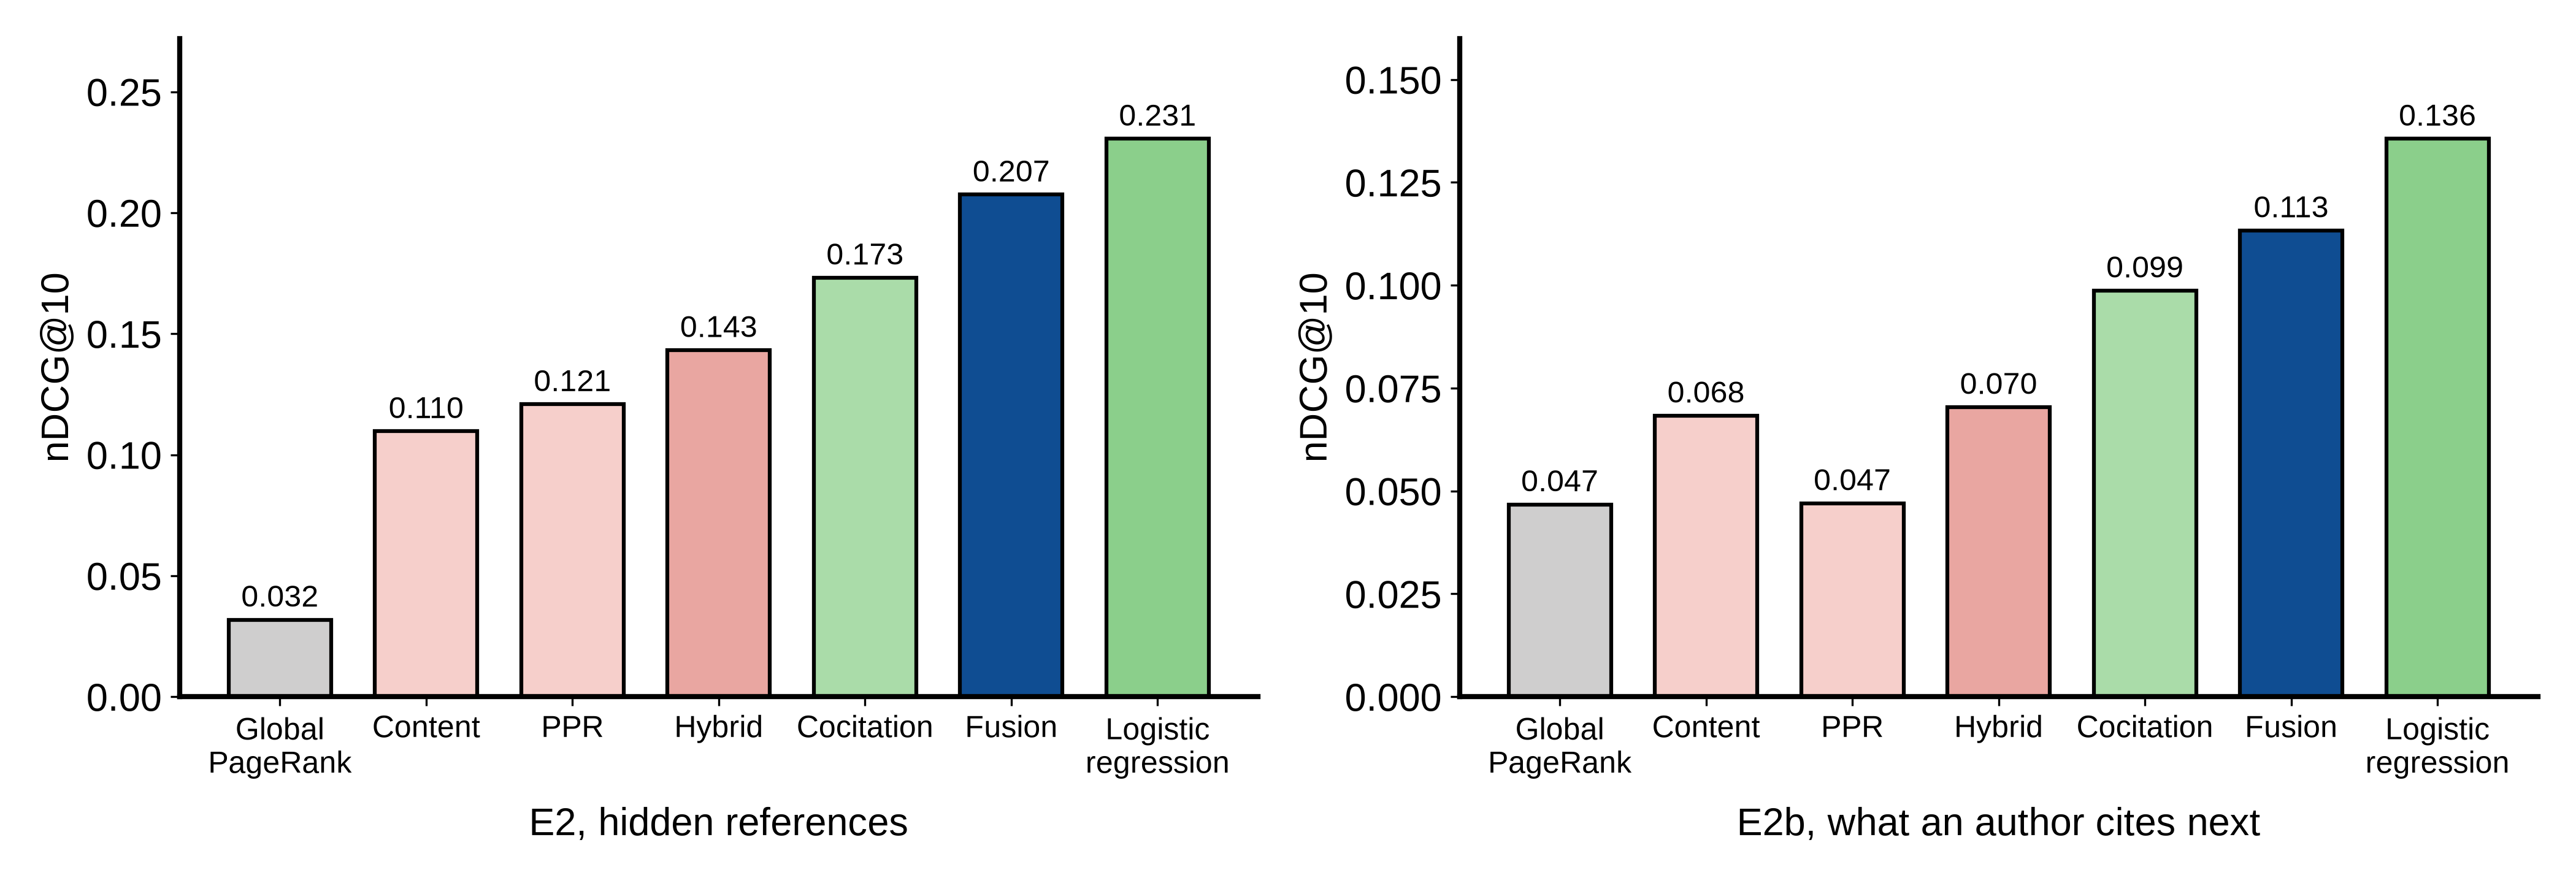 nDCG@10
0.25
0.20
0.15
0.10
0.05
0.00
0.032
0.110
0.121
0.143
0.173
0.207
0.231
Global
PageRank
Content
PPR
Hybrid
Cocitation
Fusion
Logistic
regression
E2, hidden references
nDCG@10
0.150
0.125
0.100
0.075
0.050
0.025
0.000
0.047
0.068
0.047
0.070
0.099
0.113
0.136
Global
PageRank
Content
PPR
Hybrid
Cocitation
Fusion
Logistic
regression
E2b, what an author cites next